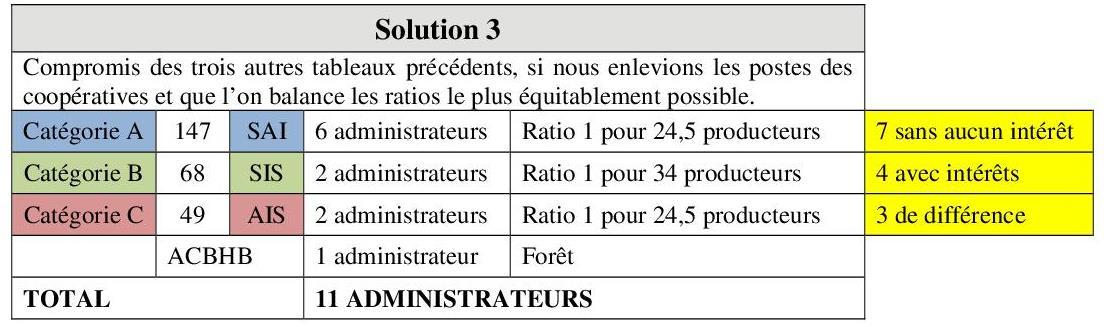 Solution 3
Compromis des trois autres tableaux précédents, si nous enlevions les postes des
coopératives et que l'on balance les ratios le plus équitablement possible.
Catégorie A 147 SAI 6 administrateurs Ratio 1 pour 24,5 producteurs 7 sans aucun intérêt
Catégorie B 68 SIS 2 administrateurs Ratio 1 pour 34 producteurs 4 avec intérêts
Catégorie C 49 AIS 2 administrateurs Ratio 1 pour 24,5 producteurs 3 de différence
ACBHB 1 administrateur Forêt
TOTAL 11 ADMINISTRATEURS